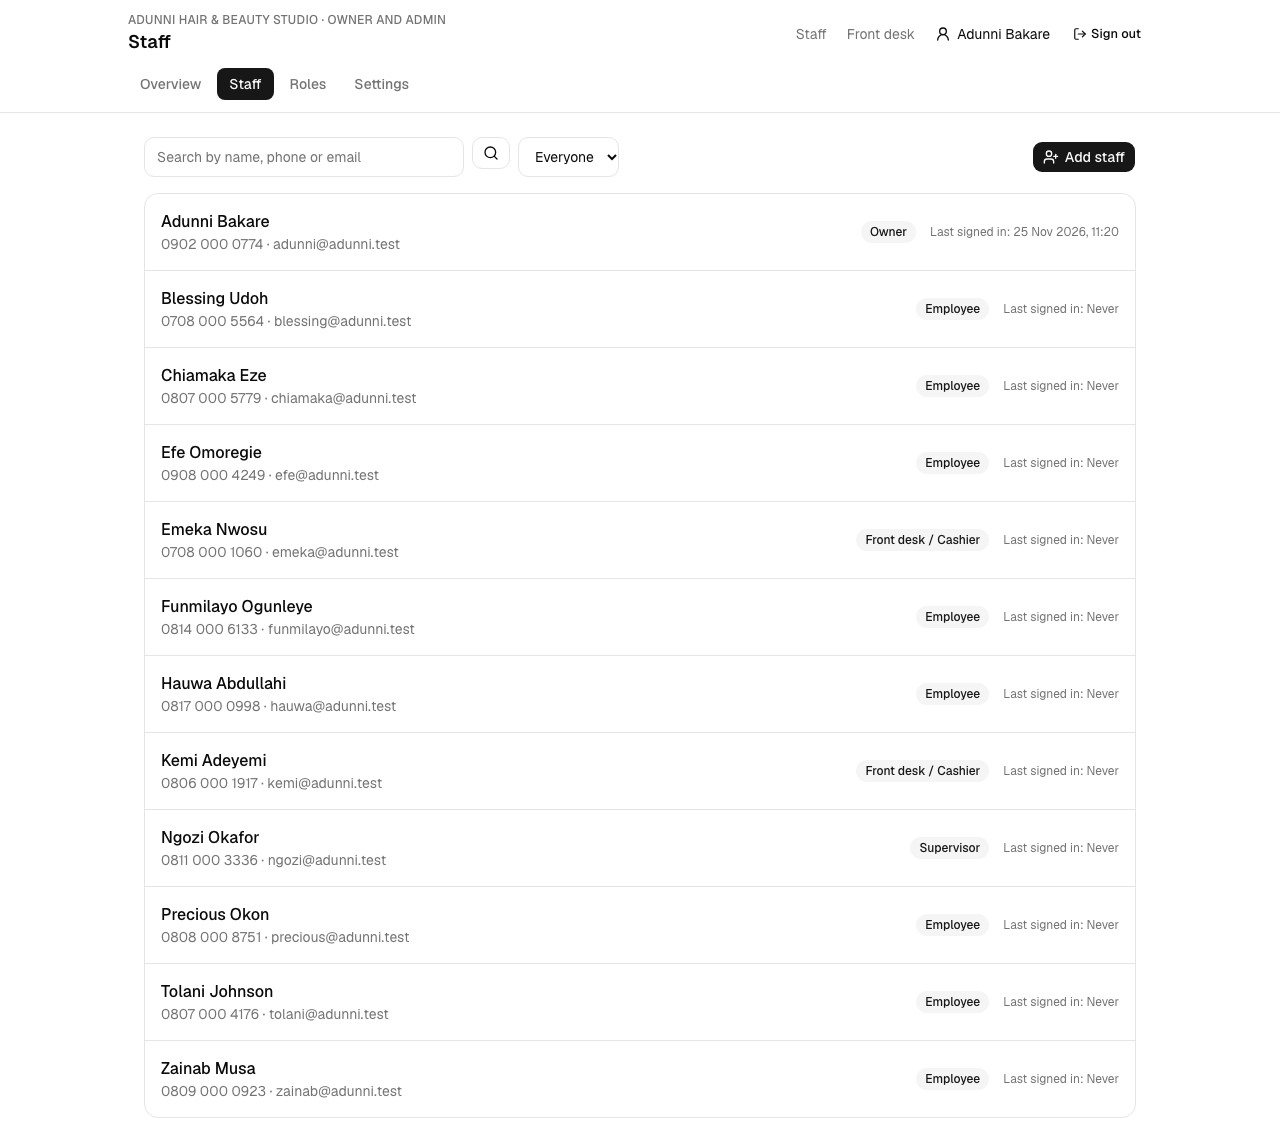 ADUNNI HAIR & BEAUTY STUDIO · OWNER AND ADMIN
Staff
Staff
Front desk
Adunni Bakare
Sign out
Overview
Staff
Roles
Settings
Search by name, phone or email
Everyone
Add staff
Adunni Bakare
0902 000 0774 · adunni@adunni.test
Owner
Last signed in: 25 Nov 2026, 11:20
Blessing Udoh
0708 000 5564 · blessing@adunni.test
Employee
Last signed in: Never
Chiamaka Eze
0807 000 5779 · chiamaka@adunni.test
Employee
Last signed in: Never
Efe Omoregie
0908 000 4249 · efe@adunni.test
Employee
Last signed in: Never
Emeka Nwosu
0708 000 1060 · emeka@adunni.test
Front desk / Cashier
Last signed in: Never
Funmilayo Ogunleye
0814 000 6133 · funmilayo@adunni.test
Employee
Last signed in: Never
Hauwa Abdullahi
0817 000 0998 · hauwa@adunni.test
Employee
Last signed in: Never
Kemi Adeyemi
0806 000 1917 · kemi@adunni.test
Front desk / Cashier
Last signed in: Never
Ngozi Okafor
0811 000 3336 · ngozi@adunni.test
Supervisor
Last signed in: Never
Precious Okon
0808 000 8751 · precious@adunni.test
Employee
Last signed in: Never
Tolani Johnson
0807 000 4176 · tolani@adunni.test
Employee
Last signed in: Never
Zainab Musa
0809 000 0923 · zainab@adunni.test
Employee
Last signed in: Never